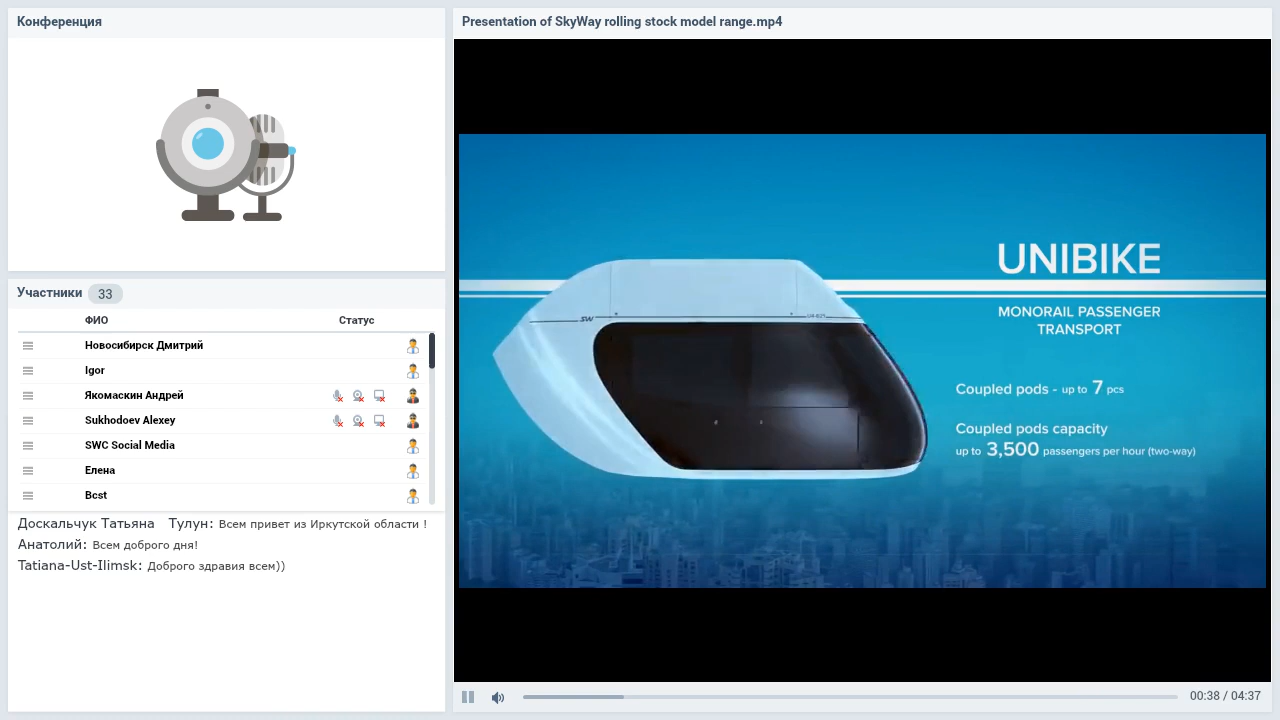 Конференция
Участники 33
ФИО Статус
Новосибирск Дмитрий
Igor
Якомаскин Андрей
Sukhodoev Alexey
SWC Social Media
Елена
Bcst
Доскальчук Татьяна Тулун: Всем привет из Иркутской области !
Анатолий: Всем доброго дня!
Tatiana-Ust-Ilimsk: Доброго здравия всем))
Presentation of SkyWay rolling stock model range.mp4
UNIBIKE
MONORAIL PASSENGER
TRANSPORT
Coupled pods - up to 7 pcs
Coupled pods capacity
up to 3,500 passengers per hour (two-way)
SW
00:38 / 04:37